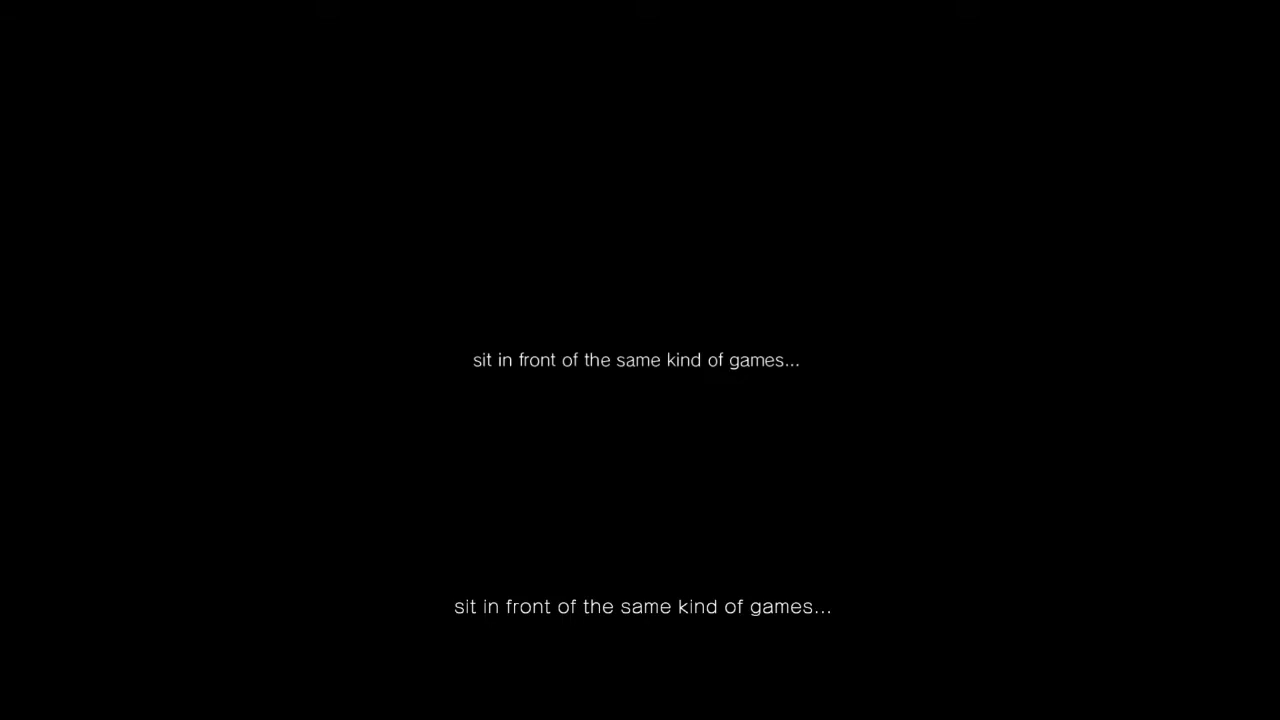 sit in front of the same kind of games...
sit in front of the same kind of games...